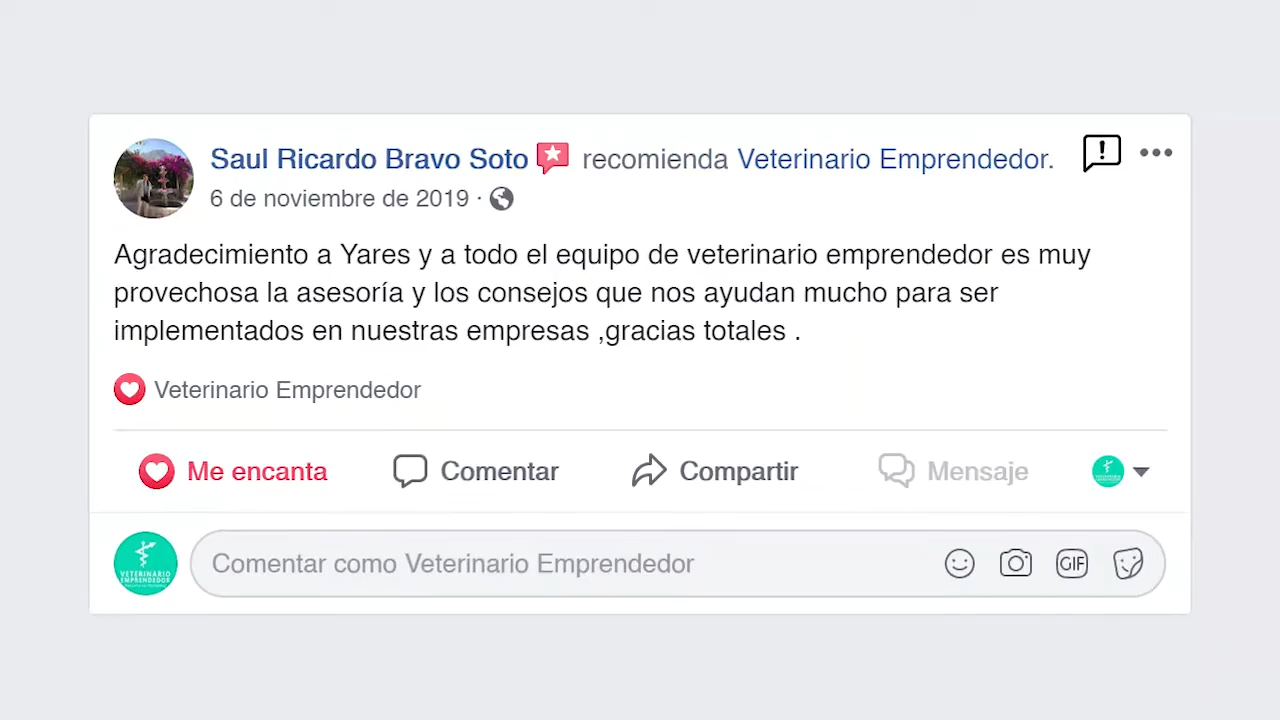 Saul Ricardo Bravo Soto recomienda Veterinario Emprendedor.
6 de noviembre de 2019 ·
Agradecimiento a Yares y a todo el equipo de veterinario emprendedor es muy
provechosa la asesoría y los consejos que nos ayudan mucho para ser
implementados en nuestras empresas ,gracias totales .
Veterinario Emprendedor
Me encanta Comentar Compartir Mensaje
VETERINARIO
EMPRENDEDOR
Comentar como Veterinario Emprendedor GIF